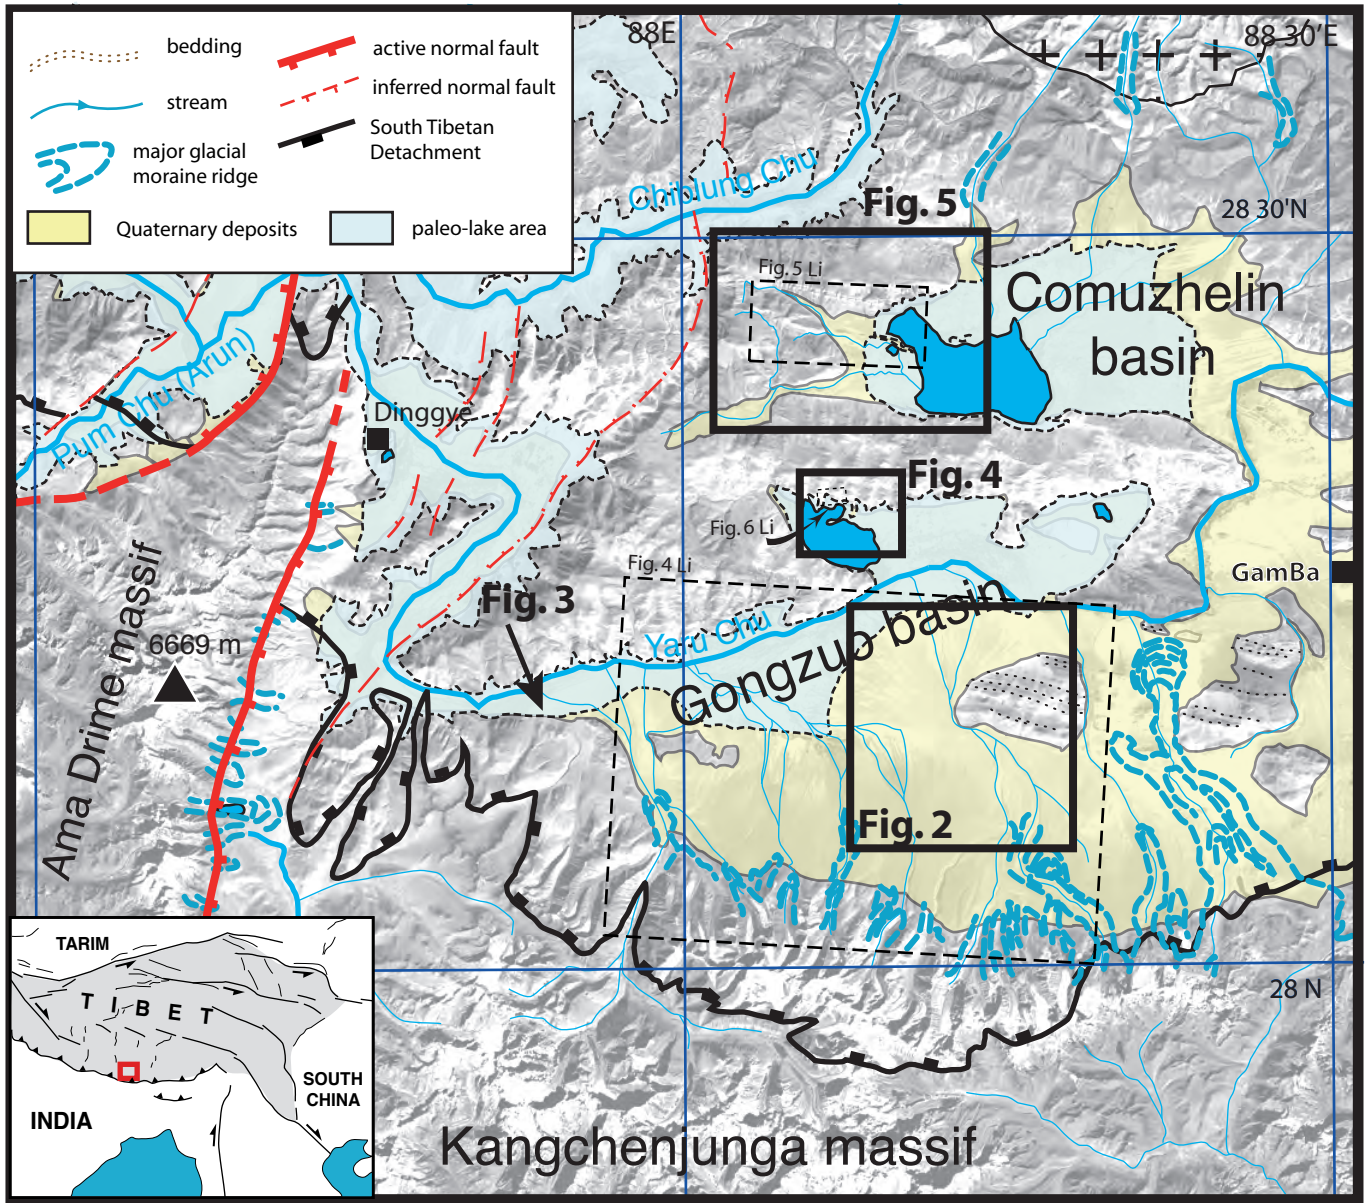 bedding
active normal fault
stream
inferred normal fault
South Tibetan
Detachment
major glacial
moraine ridge
Quaternary deposits
paleo-lake area
88E
88 30'E
Chiblung Chu
Fig. 5
28 30'N
Fig. 5 Li
Comuzhelin
basin
Pum Chu (Arun)
Dinggye
Fig. 4
Fig. 6 Li
Fig. 4 Li
GamBa
Fig. 3
Yaru Chu
Gongzuo basin
Ama Drime massif
6669 m
Fig. 2
28 N
TARIM
TIBET
SOUTH
CHINA
INDIA
Kangchenjunga massif